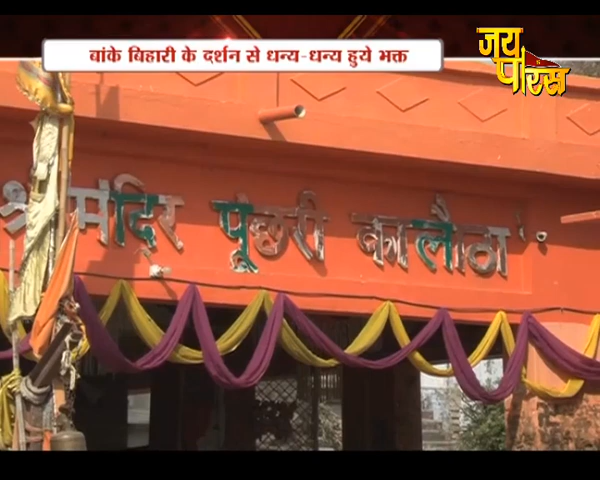 बांके बिहारी के दर्शन से धन्य-धन्य हुये भक्त
जय
पारस
श्री मंदिर पूंछरी कालौठा